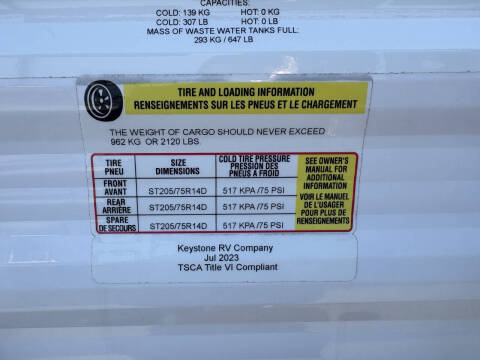 CAPACITIES:
COLD: 139 KG HOT: 0 KG
COLD: 307 LB HOT: 0 LB
MASS OF WASTE WATER TANKS FULL:
293 KG / 647 LB
TIRE AND LOADING INFORMATION
RENSEIGNEMENTS SUR LES PNEUS ET LE CHARGEMENT
THE WEIGHT OF CARGO SHOULD NEVER EXCEED
962 KG OR 2120 LBS.
TIRE
PNEU
SIZE
DIMENSIONS
COLD TIRE PRESSURE
PRESSION DES
PNEUS A FROID
FRONT
AVANT
ST205/75R14D
517 KPA /75 PSI
REAR
ARRIÈRE
ST205/75R14D
517 KPA /75 PSI
SPARE
DE SECOURS
ST205/75R14D
517 KPA /75 PSI
SEE OWNER'S
MANUAL FOR
ADDITIONAL
INFORMATION
VOIR LE MANUEL
DE L'USAGER
POUR PLUS DE
RENSEIGNEMENTS
Keystone RV Company
Jul 2023
TSCA Title VI Compliant